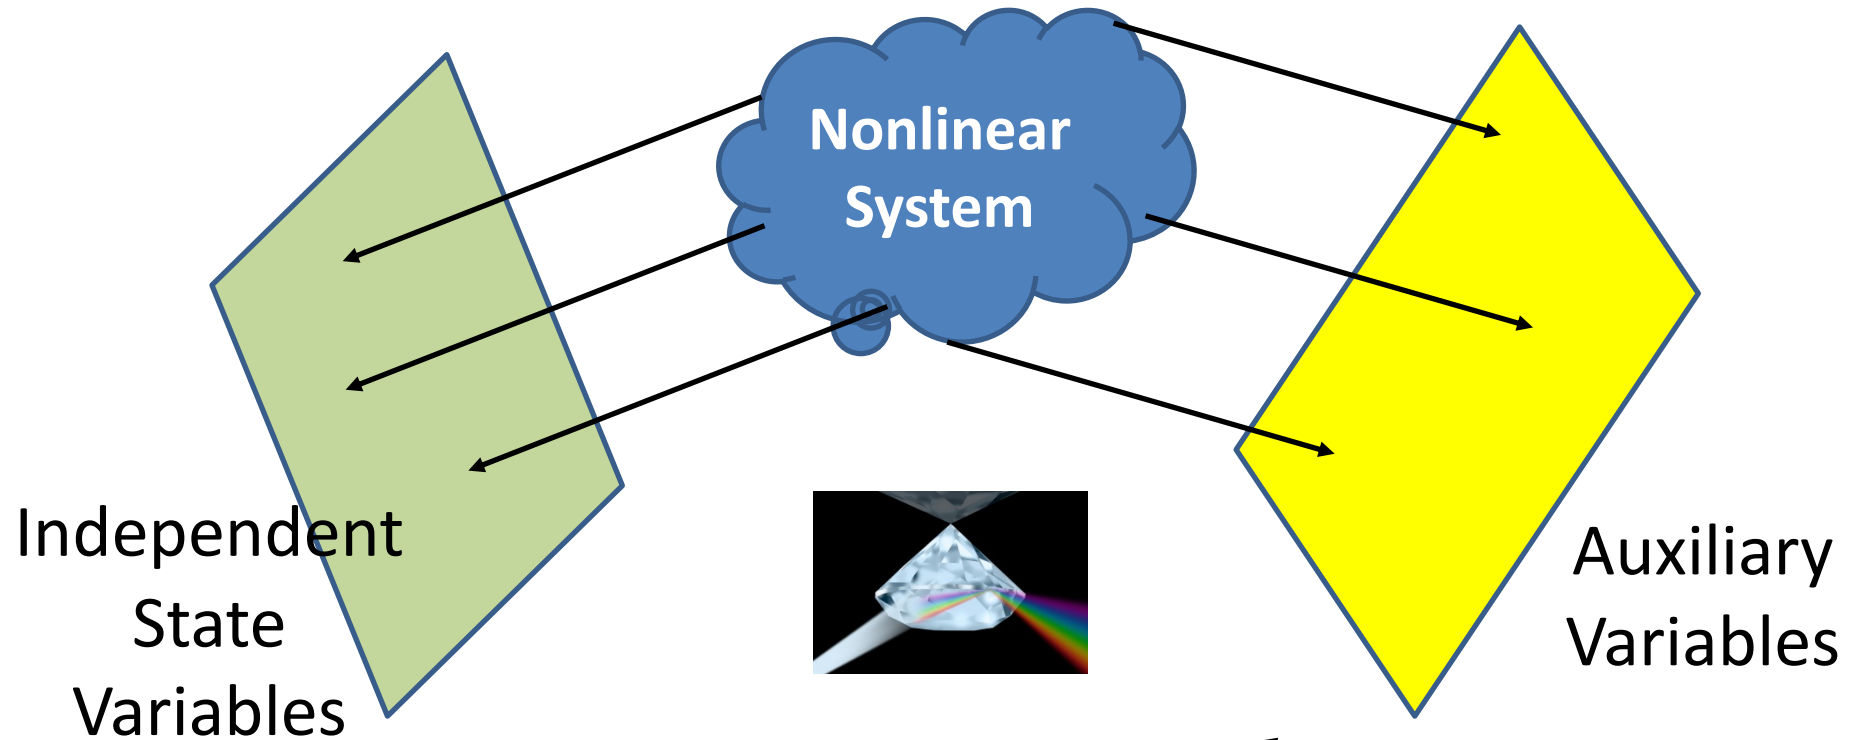 Nonlinear
System
Independent
State
Variables
Auxiliary
Variables